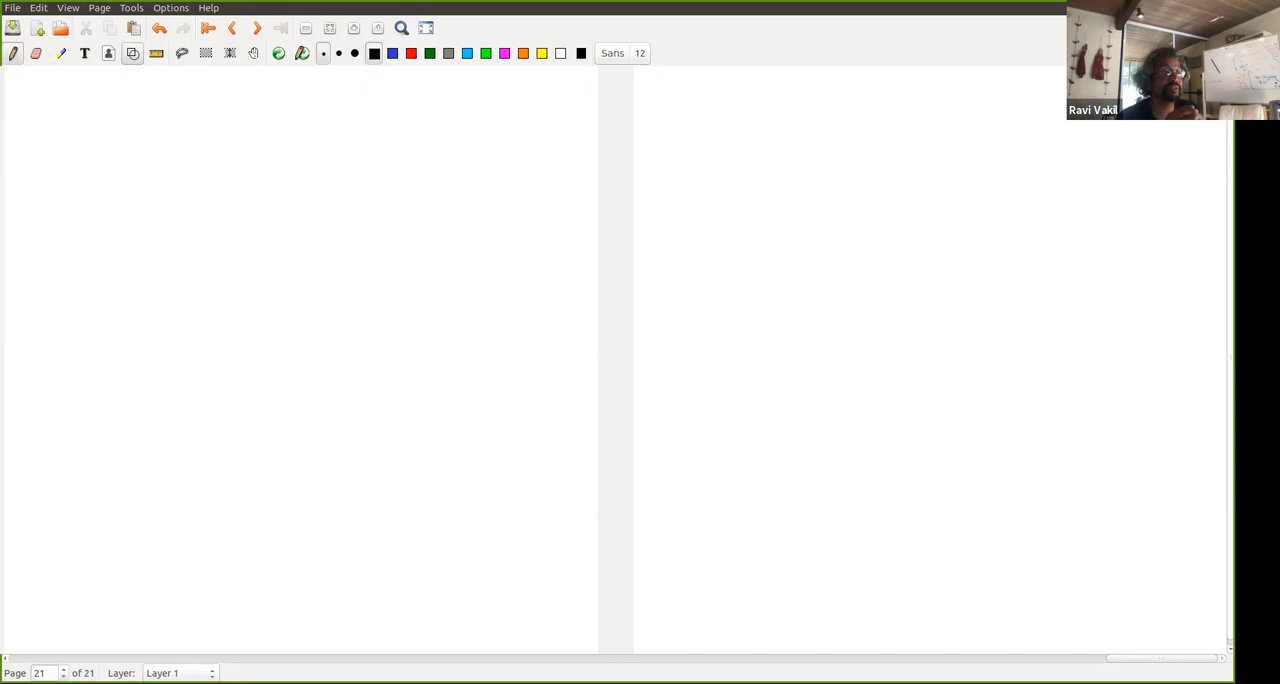 File Edit View Page Tools Options Help
Sans 12
Ravi Vakil
Page 21 of 21 Layer: Layer 1